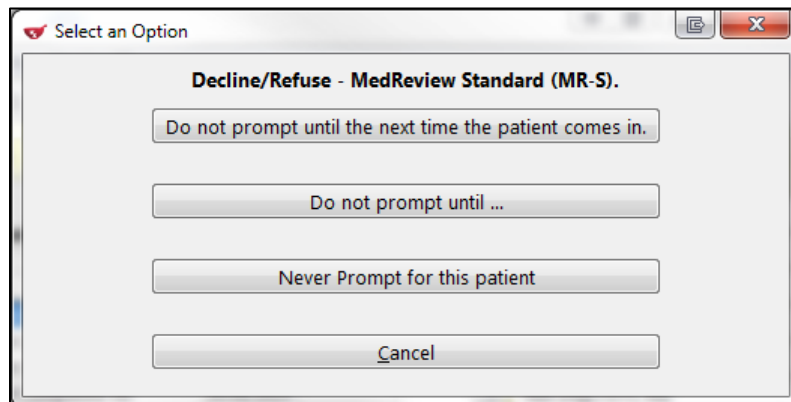 Select an Option
Decline/Refuse - MedReview Standard (MR-S).
Do not prompt until the next time the patient comes in.
Do not prompt until ...
Never Prompt for this patient
Cancel